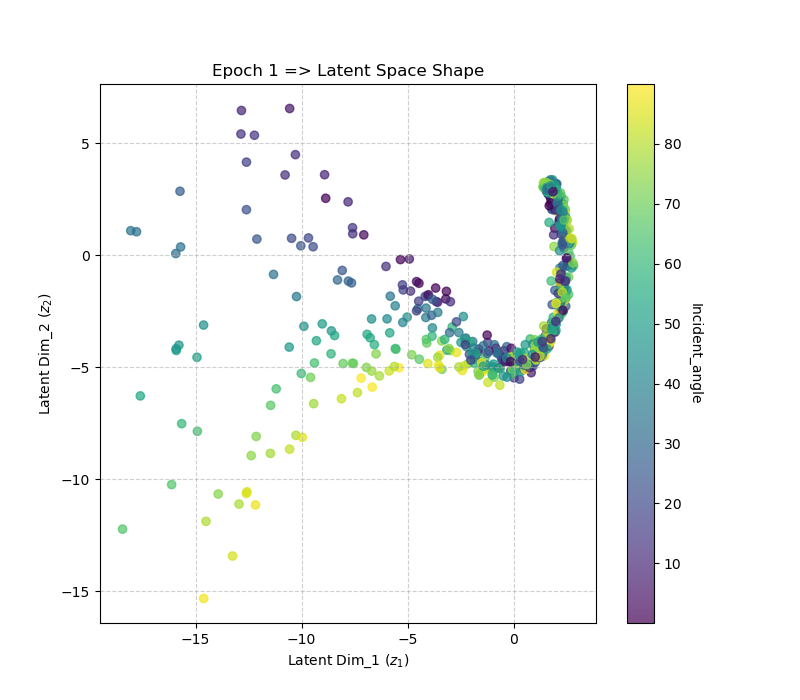 Epoch 1 => Latent Space Shape
5
0
−5
−10
−15
Latent Dim_2 (z₂)
−15 −10 −5 0
Latent Dim_1 (z₁)
80
70
60
50
40
30
20
10
Incident_angle